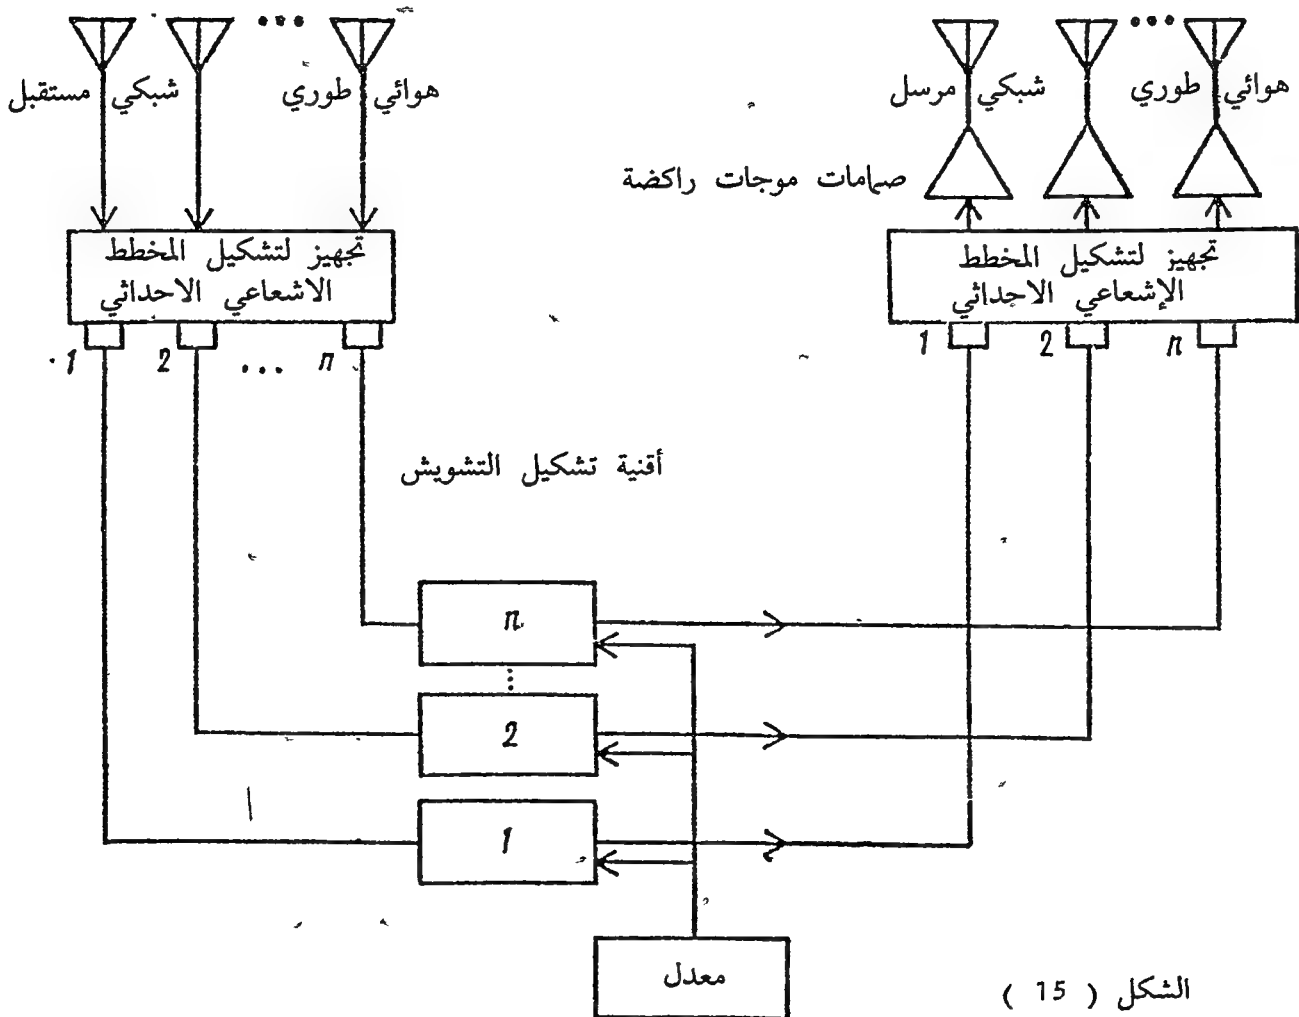 هوائي طوري ... شبكي مستقبل
هوائي طوري ... شبكي مرسل
صمامات موجات راكضة
تجهيز لتشكيل المخطط
الاشعاعي الاحداثي
تجهيز لتشكيل المخطط
الإشعاعي الاحداثي
1 2 ... n
1 2 n
أقنية تشكيل التشويش
n
...
2
1
معدل
الشكل ( 15 )